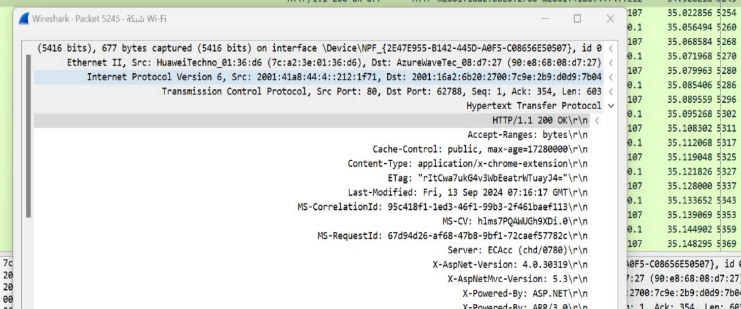 Wireshark · Packet 5245 · شبكة Wi-Fi
(5416 bits), 677 bytes captured (5416 bits) on interface \Device\NPF_{2E47E955-B142-445D-A0F5-C08656E50507}, id 0
Ethernet II, Src: HuaweiTechno_01:36:d6 (7c:a2:3e:01:36:d6), Dst: AzureWaveTec_08:d7:27 (90:e8:68:08:d7:27)
Internet Protocol Version 6, Src: 2001:41a8:44:4::212:1f71, Dst: 2001:16a2:6b20:2700:7c9e:2b9:d0d9:7b04
Transmission Control Protocol, Src Port: 80, Dst Port: 62788, Seq: 1, Ack: 354, Len: 603
Hypertext Transfer Protocol
HTTP/1.1 200 OK\r\n
Accept-Ranges: bytes\r\n
Cache-Control: public, max-age=17280000\r\n
Content-Type: application/x-chrome-extension\r\n
ETag: "rItCwa7ukG4v3WbEeatrWTuayJ4="\r\n
Last-Modified: Fri, 13 Sep 2024 07:16:17 GMT\r\n
MS-CorrelationId: 95c418f1-1ed3-46f1-99b3-2f461baef113\r\n
MS-CV: hlms7PQAWUGh9XDi.0\r\n
MS-RequestId: 67d94d26-af68-47b8-9bf1-72caef57782c\r\n
Server: ECAcc (chd/0780)\r\n
X-AspNet-Version: 4.0.30319\r\n
X-AspNetMvc-Version: 5.3\r\n
X-Powered-By: ASP.NET\r\n
X-Powered-By: ARR/3.0\r\n
107 35.022856 5254
0.1 35.056494 5260
107 35.068584 5268
0.1 35.071968 5270
107 35.079963 5280
0.1 35.085406 5286
107 35.089559 5296
0.1 35.095268 5302
107 35.108302 5311
0.1 35.112068 5317
107 35.119048 5325
0.1 35.121826 5327
107 35.128000 5337
0.1 35.133652 5343
107 35.139069 5353
0.1 35.144902 5359
107 35.148295 5369
A0F5-C08656E50507}, id
7:27 (90:e8:68:08:d7:27)
:2700:7c9e:2b9:d0d9:7b04
: 1, Ack: 354, Len: 603
7c
20
20
00